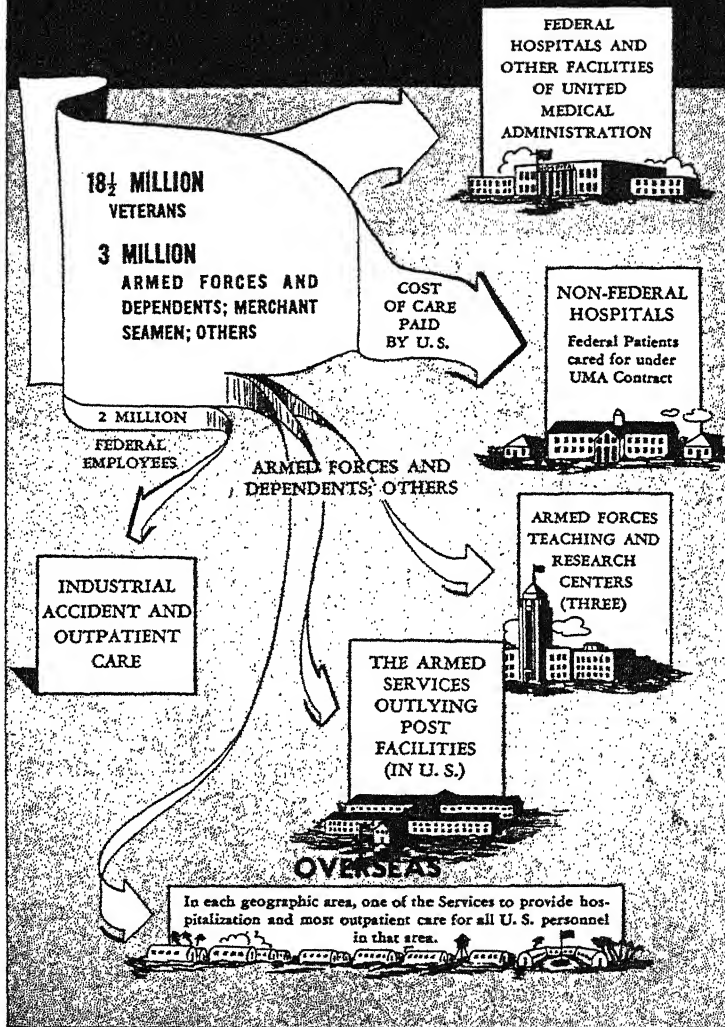 FEDERAL
HOSPITALS AND
OTHER FACILITIES
OF UNITED
MEDICAL
ADMINISTRATION
HOSPITAL
18½ MILLION
VETERANS
3 MILLION
ARMED FORCES AND
DEPENDENTS; MERCHANT
SEAMEN; OTHERS
COST
OF CARE
PAID
BY U.S.
NON-FEDERAL
HOSPITALS
Federal Patients
cared for under
UMA Contract
2 MILLION
FEDERAL
EMPLOYEES
ARMED FORCES AND
DEPENDENTS; OTHERS
ARMED FORCES
TEACHING AND
RESEARCH
CENTERS
(THREE)
INDUSTRIAL
ACCIDENT AND
OUTPATIENT
CARE
THE ARMED
SERVICES
OUTLYING
POST
FACILITIES
(IN U. S.)
OVERSEAS
In each geographic area, one of the Services to provide hos-
pitalization and most outpatient care for all U. S. personnel
in that area.